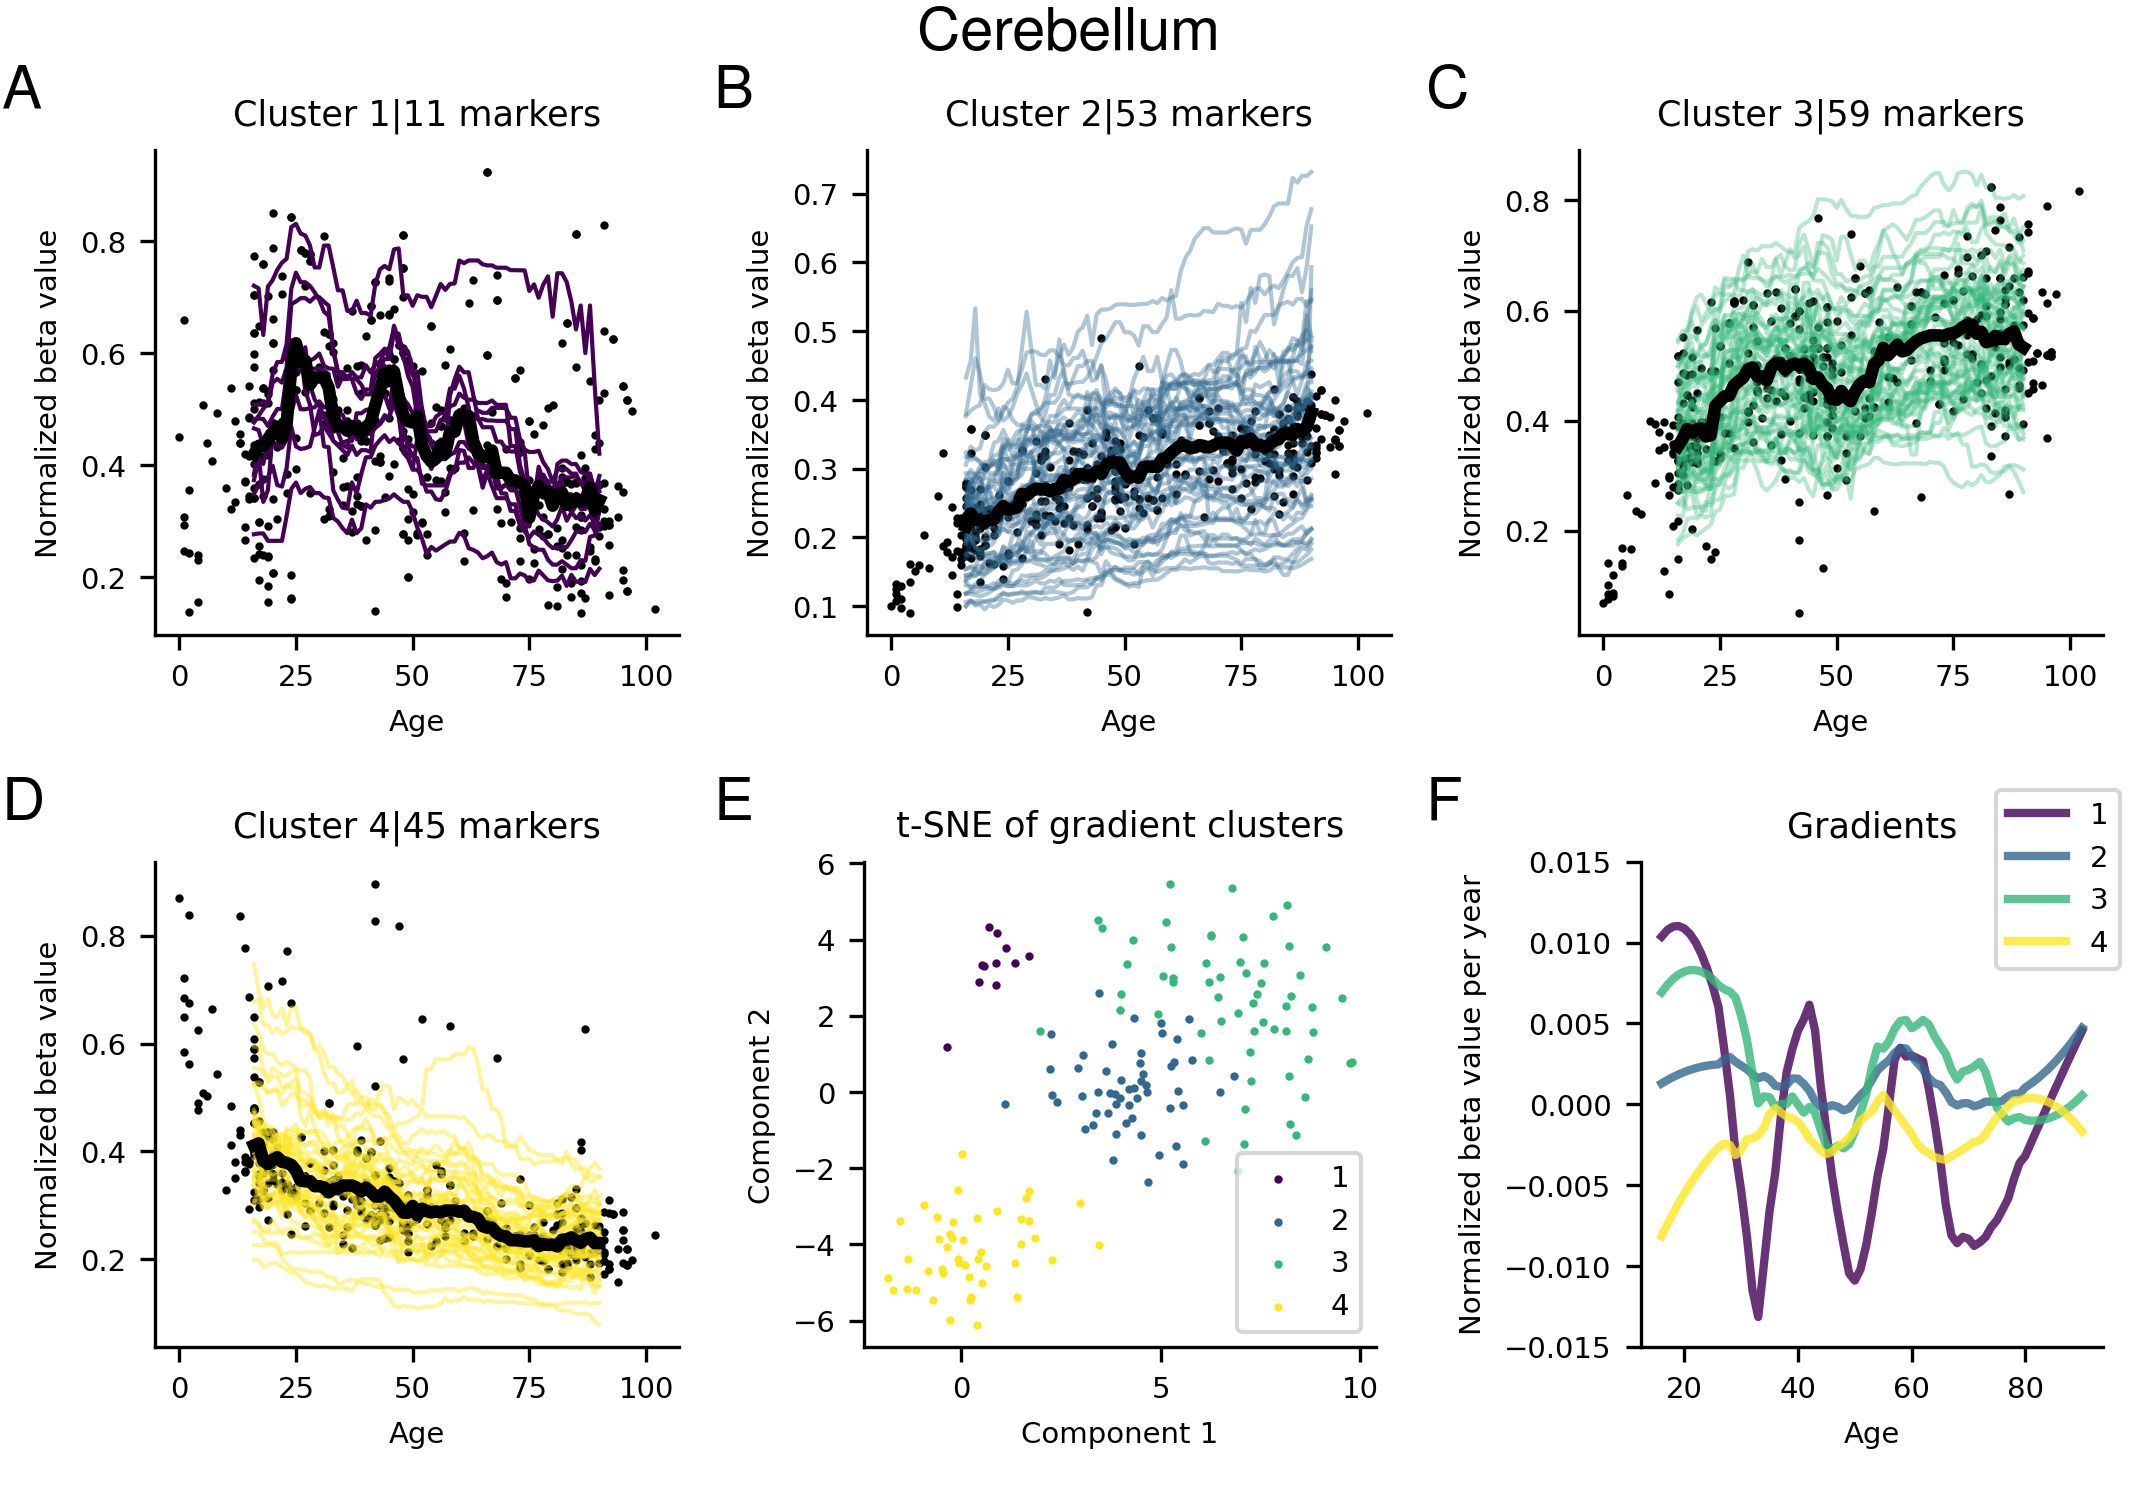 Cerebellum
A
Cluster 1|11 markers
Normalized beta value
0.8
0.6
0.4
0.2
0 25 50 75 100
Age
B
Cluster 2|53 markers
Normalized beta value
0.7
0.6
0.5
0.4
0.3
0.2
0.1
0 25 50 75 100
Age
C
Cluster 3|59 markers
Normalized beta value
0.8
0.6
0.4
0.2
0 25 50 75 100
Age
D
Cluster 4|45 markers
Normalized beta value
0.8
0.6
0.4
0.2
0 25 50 75 100
Age
E
t-SNE of gradient clusters
Component 2
6
4
2
0
−2
−4
−6
0 5 10
Component 1
1
2
3
4
F
Gradients
Normalized beta value per year
0.015
0.010
0.005
0.000
−0.005
−0.010
−0.015
20 40 60 80
Age
1
2
3
4